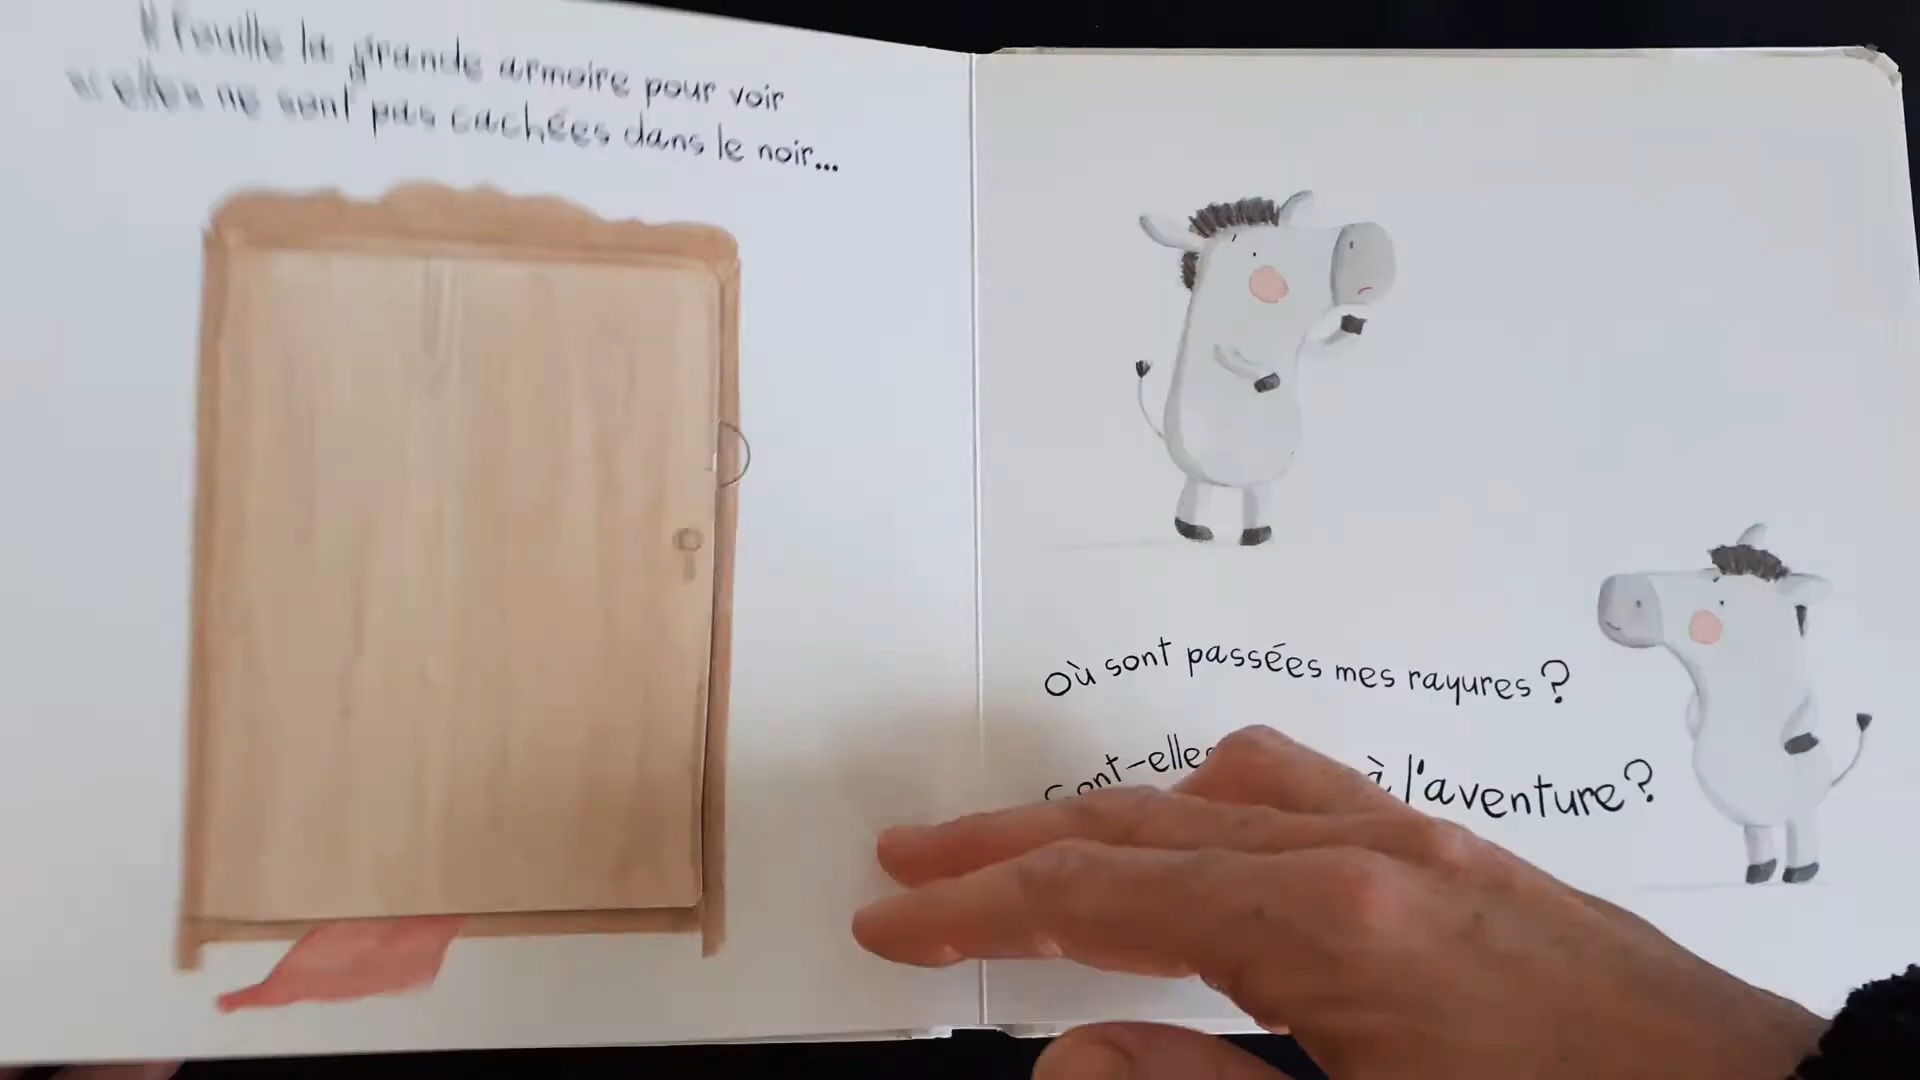 Il fouille la grande armoire pour voir
si elles ne sont pas cachées dans le noir...
Où sont passées mes rayures ?
Sont-elles à l'aventure ?